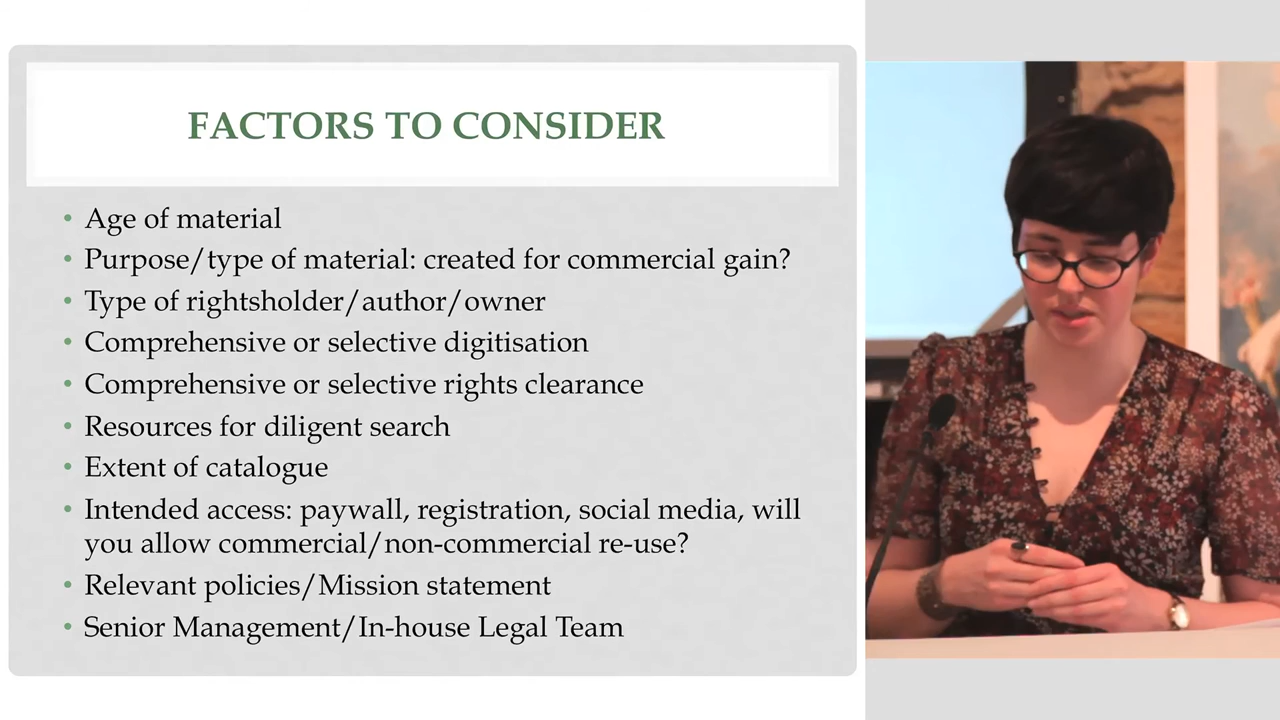 FACTORS TO CONSIDER
• Age of material
• Purpose/type of material: created for commercial gain?
• Type of rightsholder/author/owner
• Comprehensive or selective digitisation
• Comprehensive or selective rights clearance
• Resources for diligent search
• Extent of catalogue
• Intended access: paywall, registration, social media, will
you allow commercial/non-commercial re-use?
• Relevant policies/Mission statement
• Senior Management/In-house Legal Team